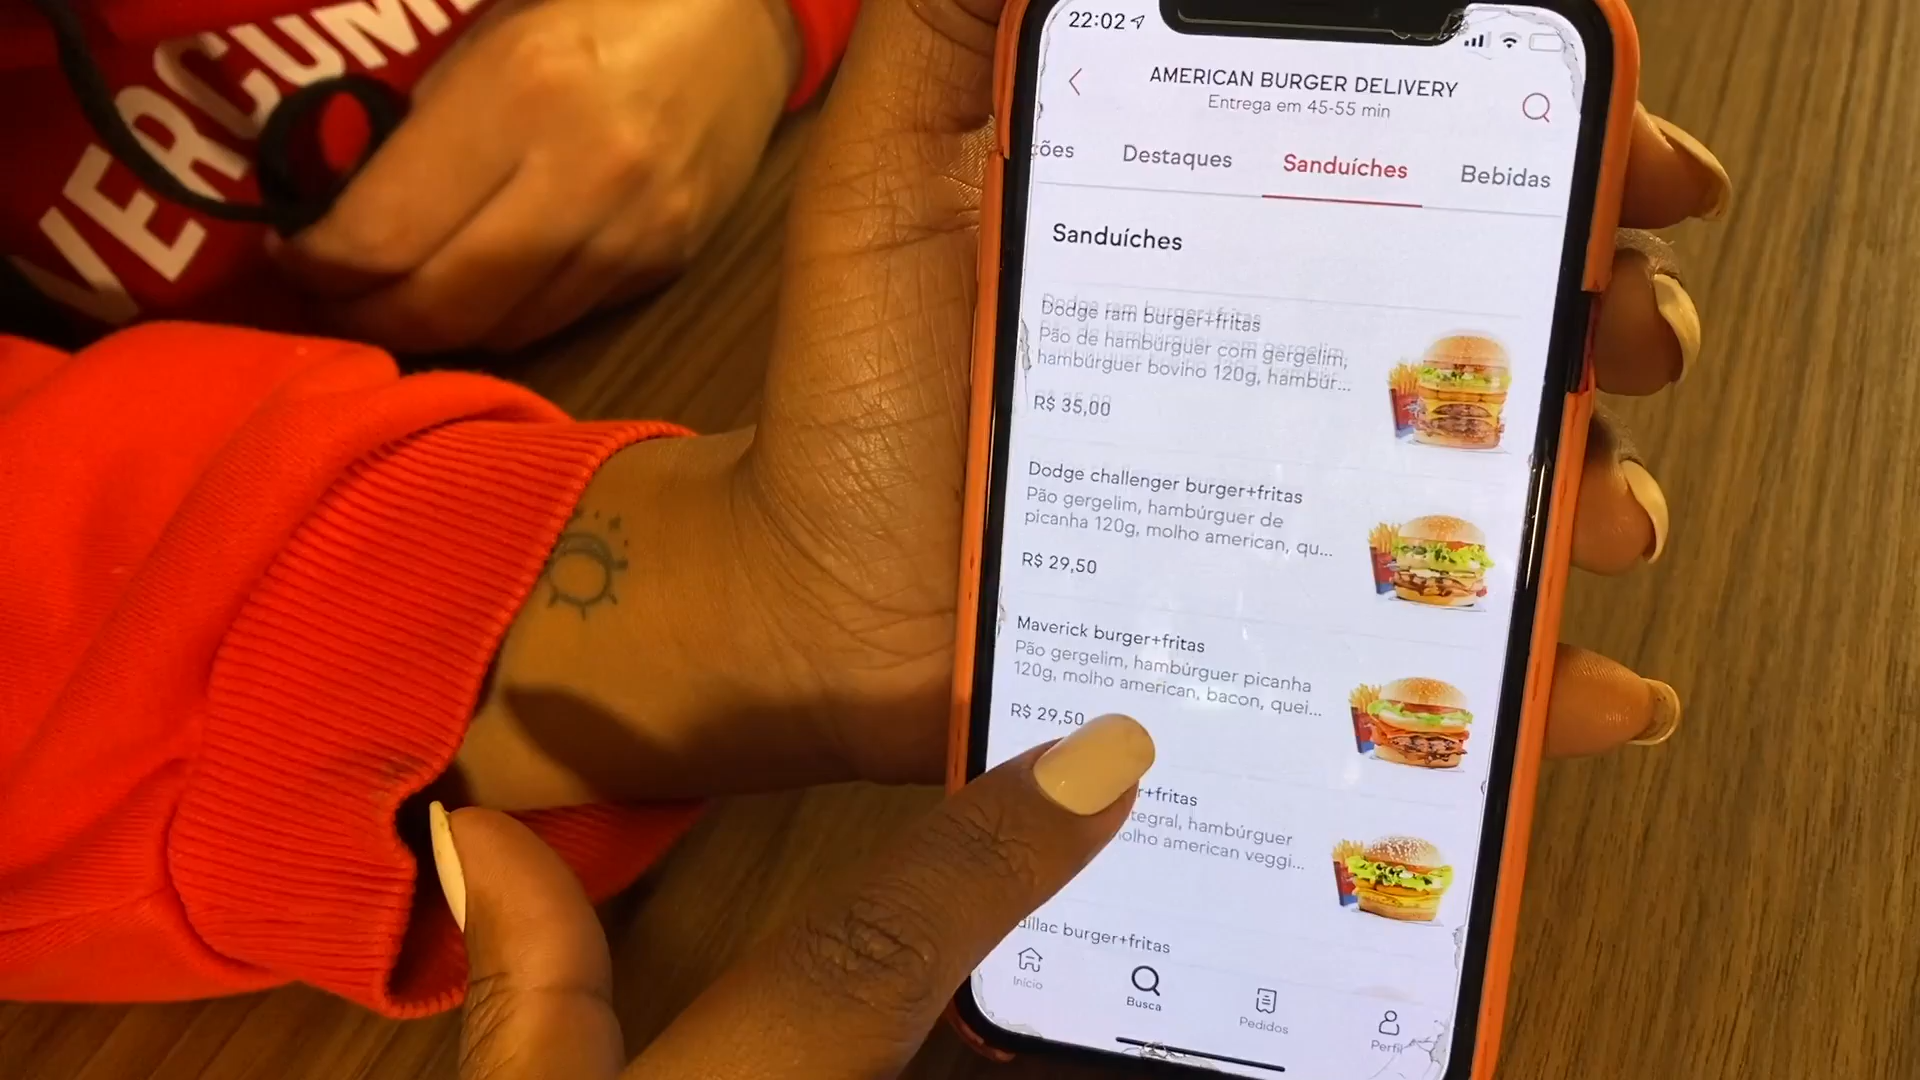 VERCOM
22:02
AMERICAN BURGER DELIVERY
Entrega em 45-55 min
ções
Destaques
Sanduíches
Bebidas
Sanduíches
Dodge ram burger+fritas
Pão de hambúrguer com gergelim,
hambúrguer bovino 120g, hambúr...
R$ 35,00
Dodge challenger burger+fritas
Pão gergelim, hambúrguer de
picanha 120g, molho american, qu...
R$ 29,50
Maverick burger+fritas
Pão gergelim, hambúrguer picanha
120g, molho american, bacon, quei...
R$ 29,50
r+fritas
tegral, hambúrguer
olho american veggi...
dillac burger+fritas
Início
Busca
Pedidos
Perfil